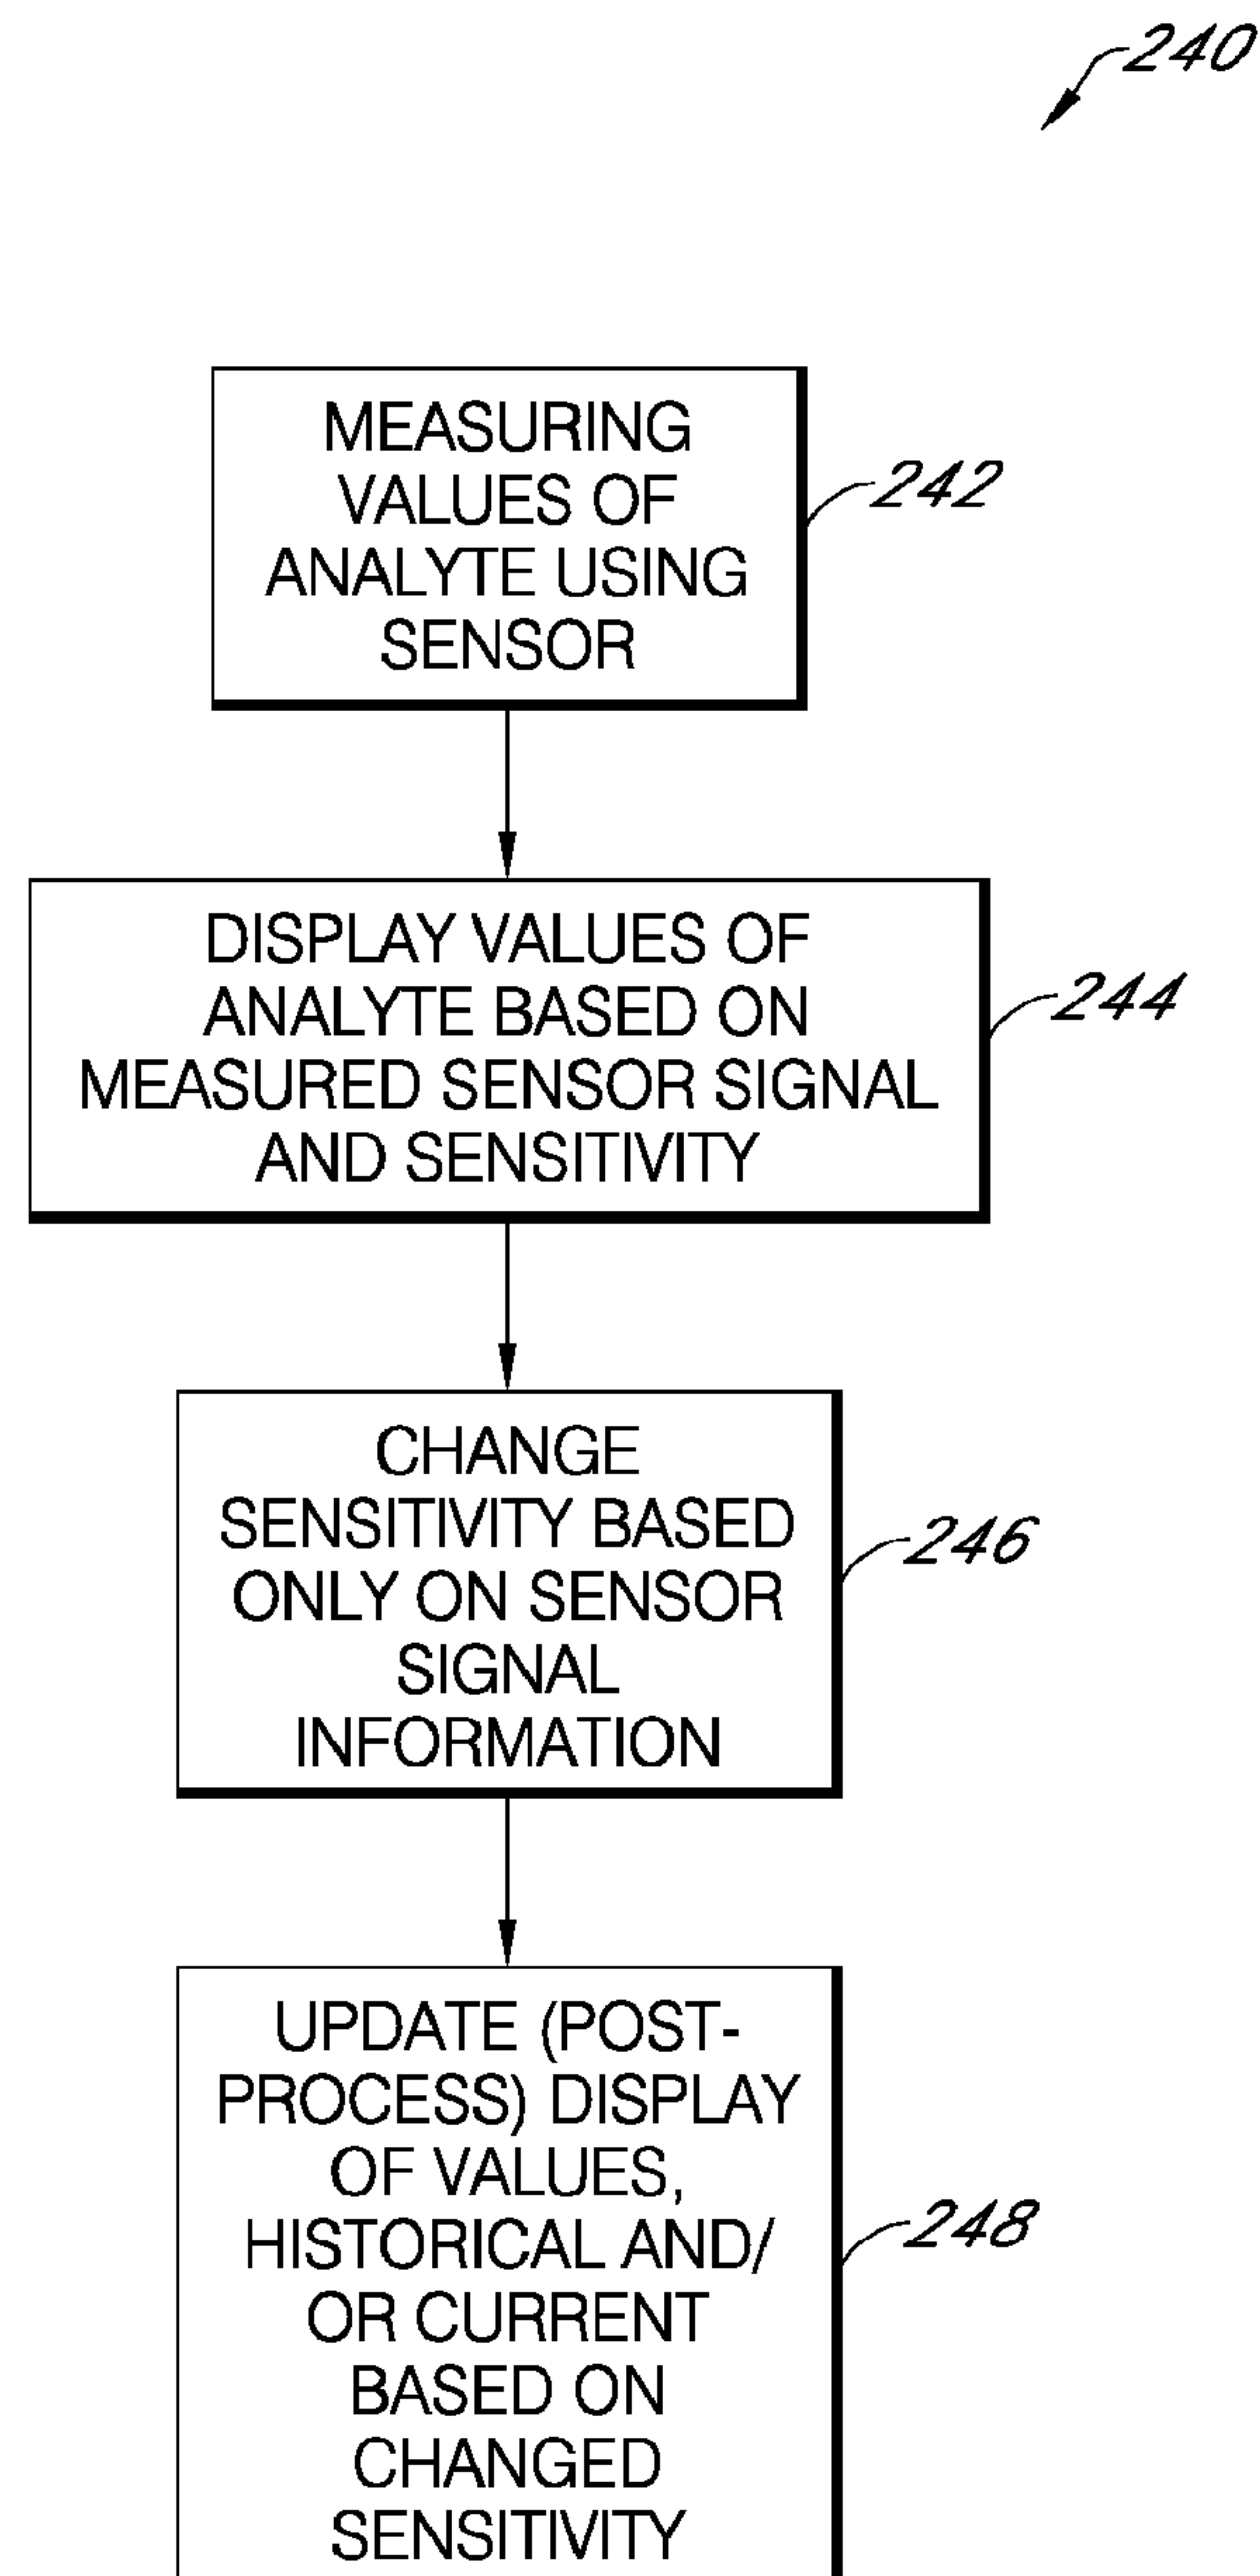 240
MEASURING
VALUES OF
ANALYTE USING
SENSOR
242
DISPLAY VALUES OF
ANALYTE BASED ON
MEASURED SENSOR SIGNAL
AND SENSITIVITY
244
CHANGE
SENSITIVITY BASED
ONLY ON SENSOR
SIGNAL
INFORMATION
246
UPDATE (POST-
PROCESS) DISPLAY
OF VALUES,
HISTORICAL AND/
OR CURRENT
BASED ON
CHANGED
SENSITIVITY
248